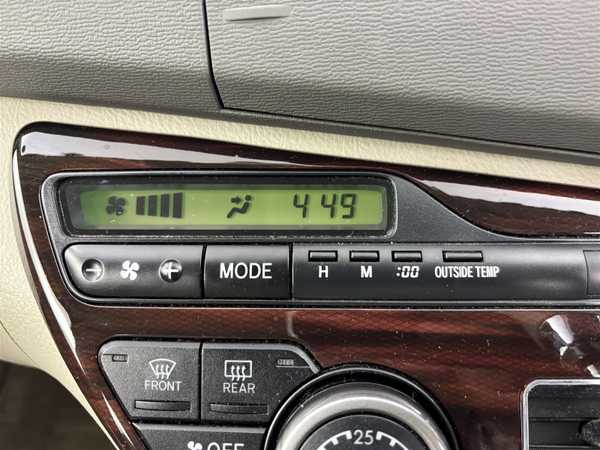 4 49
MODE
H M :00 OUTSIDE TEMP
FRONT REAR
OFF
25